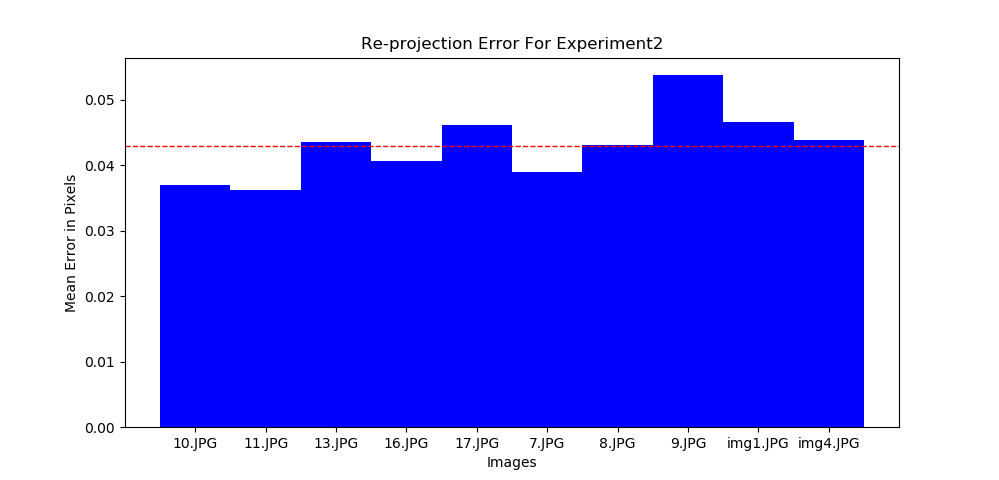 Re-projection Error For Experiment2
Mean Error in Pixels
0.05
0.04
0.03
0.02
0.01
0.00
10.JPG 11.JPG 13.JPG 16.JPG 17.JPG 7.JPG 8.JPG 9.JPG img1.JPG img4.JPG
Images